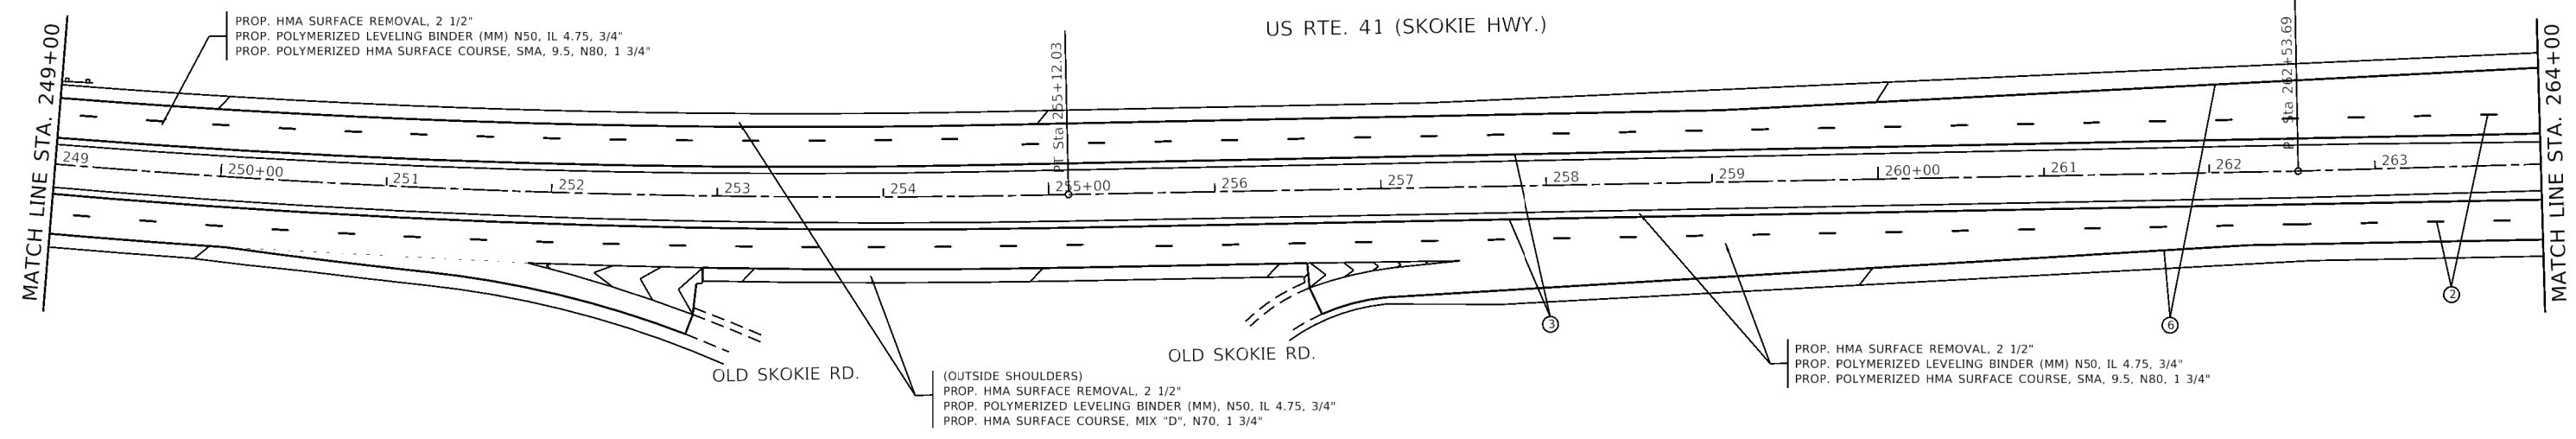 US RTE. 41 (SKOKIE HWY.)
PROP. HMA SURFACE REMOVAL, 2 1/2"
PROP. POLYMERIZED LEVELING BINDER (MM) N50, IL 4.75, 3/4"
PROP. POLYMERIZED HMA SURFACE COURSE, SMA, 9.5, N80, 1 3/4"
MATCH LINE STA. 249+00
PT Sta 255+12.03
PI Sta 262+53.69
MATCH LINE STA. 264+00
249
250+00
251
252
253
254
255+00
256
257
258
259
260+00
261
262
263
2
3
6
OLD SKOKIE RD.
OLD SKOKIE RD.
(OUTSIDE SHOULDERS)
PROP. HMA SURFACE REMOVAL, 2 1/2"
PROP. POLYMERIZED LEVELING BINDER (MM), N50, IL 4.75, 3/4"
PROP. HMA SURFACE COURSE, MIX "D", N70, 1 3/4"
PROP. HMA SURFACE REMOVAL, 2 1/2"
PROP. POLYMERIZED LEVELING BINDER (MM) N50, IL 4.75, 3/4"
PROP. POLYMERIZED HMA SURFACE COURSE, SMA, 9.5, N80, 1 3/4"